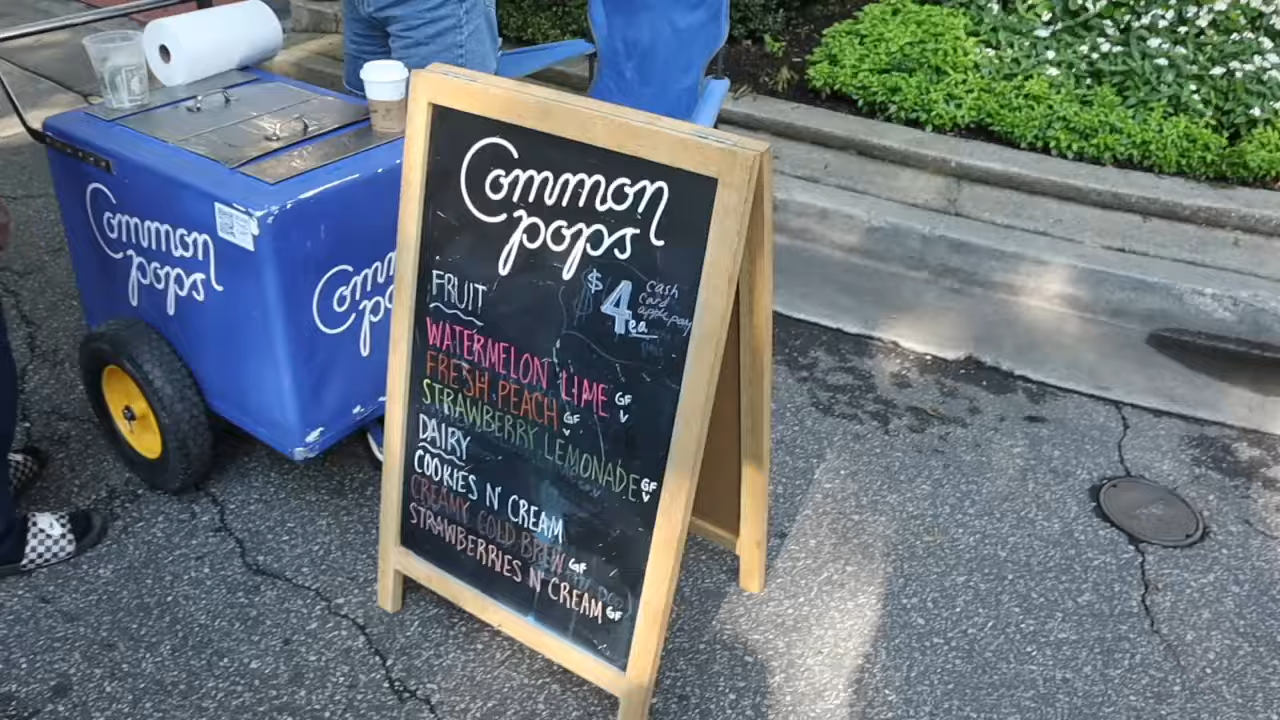 Common
pops
Common
pops
Common
pops
FRUIT
$4 ea
cash
card
apple pay
WATERMELON LIME GF V
FRESH PEACH GF V
STRAWBERRY LEMONADE GF V
DAIRY
COOKIES N' CREAM
CREAMY COLD BREW GF
STRAWBERRIES N' CREAM GF